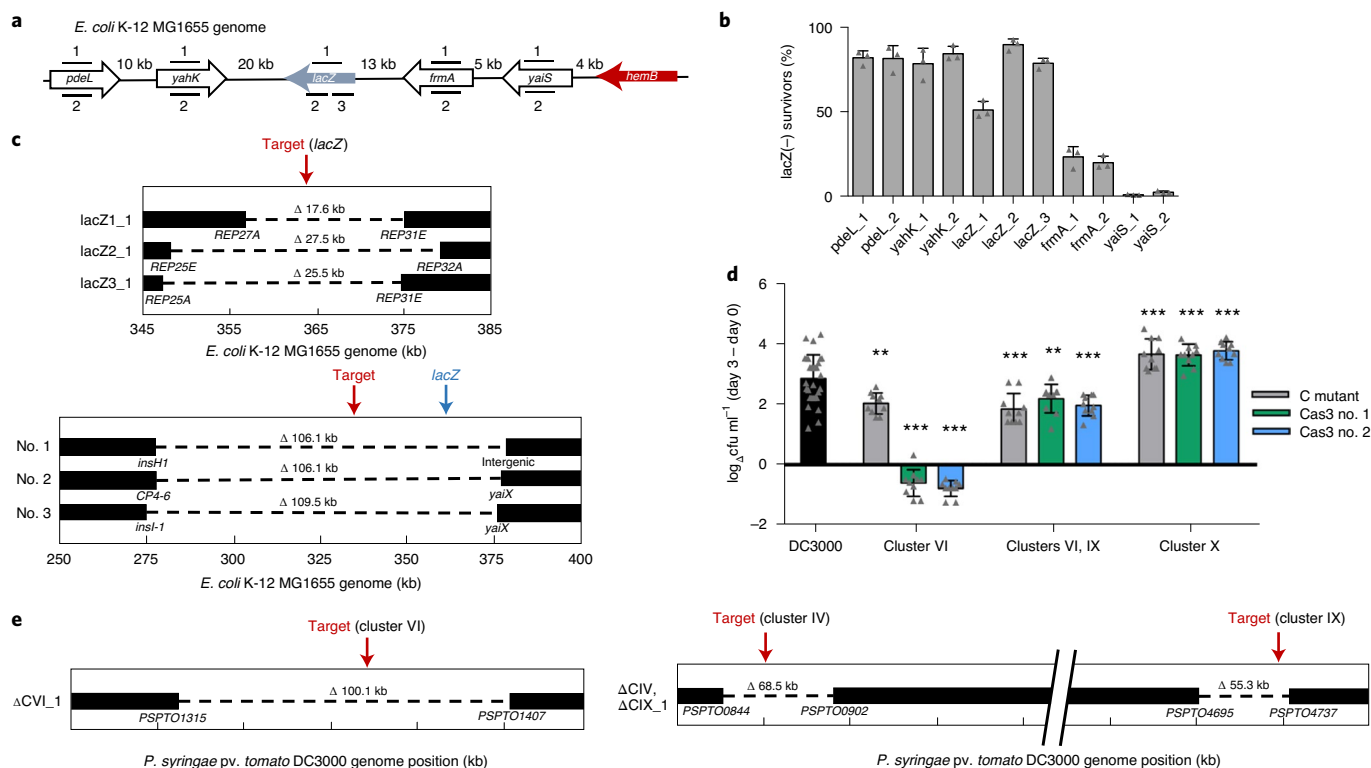 a
E. coli K-12 MG1655 genome
1 1 1 1 1
10 kb 20 kb 13 kb 5 kb 4 kb
pdeL yahK lacZ frmA yaiS hemB
2 2 2 3 2 2
b
lacZ(–) survivors (%)
100
50
0
pdeL_1 pdeL_2 yahK_1 yahK_2 lacZ_1 lacZ_2 lacZ_3 frmA_1 frmA_2 yaiS_1 yaiS_2
c
Target (lacZ)
Δ 17.6 kb
lacZ1_1
REP27A REP31E
Δ 27.5 kb
lacZ2_1
REP25E REP32A
Δ 25.5 kb
lacZ3_1
REP25A REP31E
345 355 365 375 385
E. coli K-12 MG1655 genome (kb)
Target lacZ
Δ 106.1 kb
No. 1
insH1 Intergenic
Δ 106.1 kb
No. 2
CP4-6 yaiX
Δ 109.5 kb
No. 3
insI-1 yaiX
250 275 300 325 350 375 400
E. coli K-12 MG1655 genome (kb)
d
log Δcfu ml–1 (day 3 – day 0)
6
4
2
0
–2
** *** *** *** ** *** *** *** ***
DC3000 Cluster VI Clusters VI, IX Cluster X
C mutant
Cas3 no. 1
Cas3 no. 2
e
Target (cluster VI)
Δ 100.1 kb
ΔCVI_1
PSPTO1315 PSPTO1407
P. syringae pv. tomato DC3000 genome position (kb)
Target (cluster IV) Target (cluster IX)
Δ 68.5 kb Δ 55.3 kb
ΔCIV,
ΔCIX_1
PSPTO0844 PSPTO0902 PSPTO4695 PSPTO4737
P. syringae pv. tomato DC3000 genome position (kb)